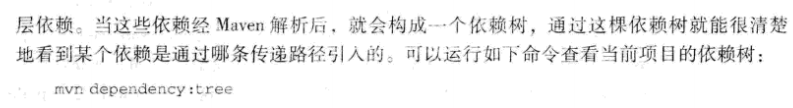 层依赖。当这些依赖经 Maven 解析后，就会构成一个依赖树，通过这棵依赖树就能很清楚
地看到某个依赖是通过哪条传递路径引入的。可以运行如下命令查看当前项目的依赖树：
mvn dependency:tree